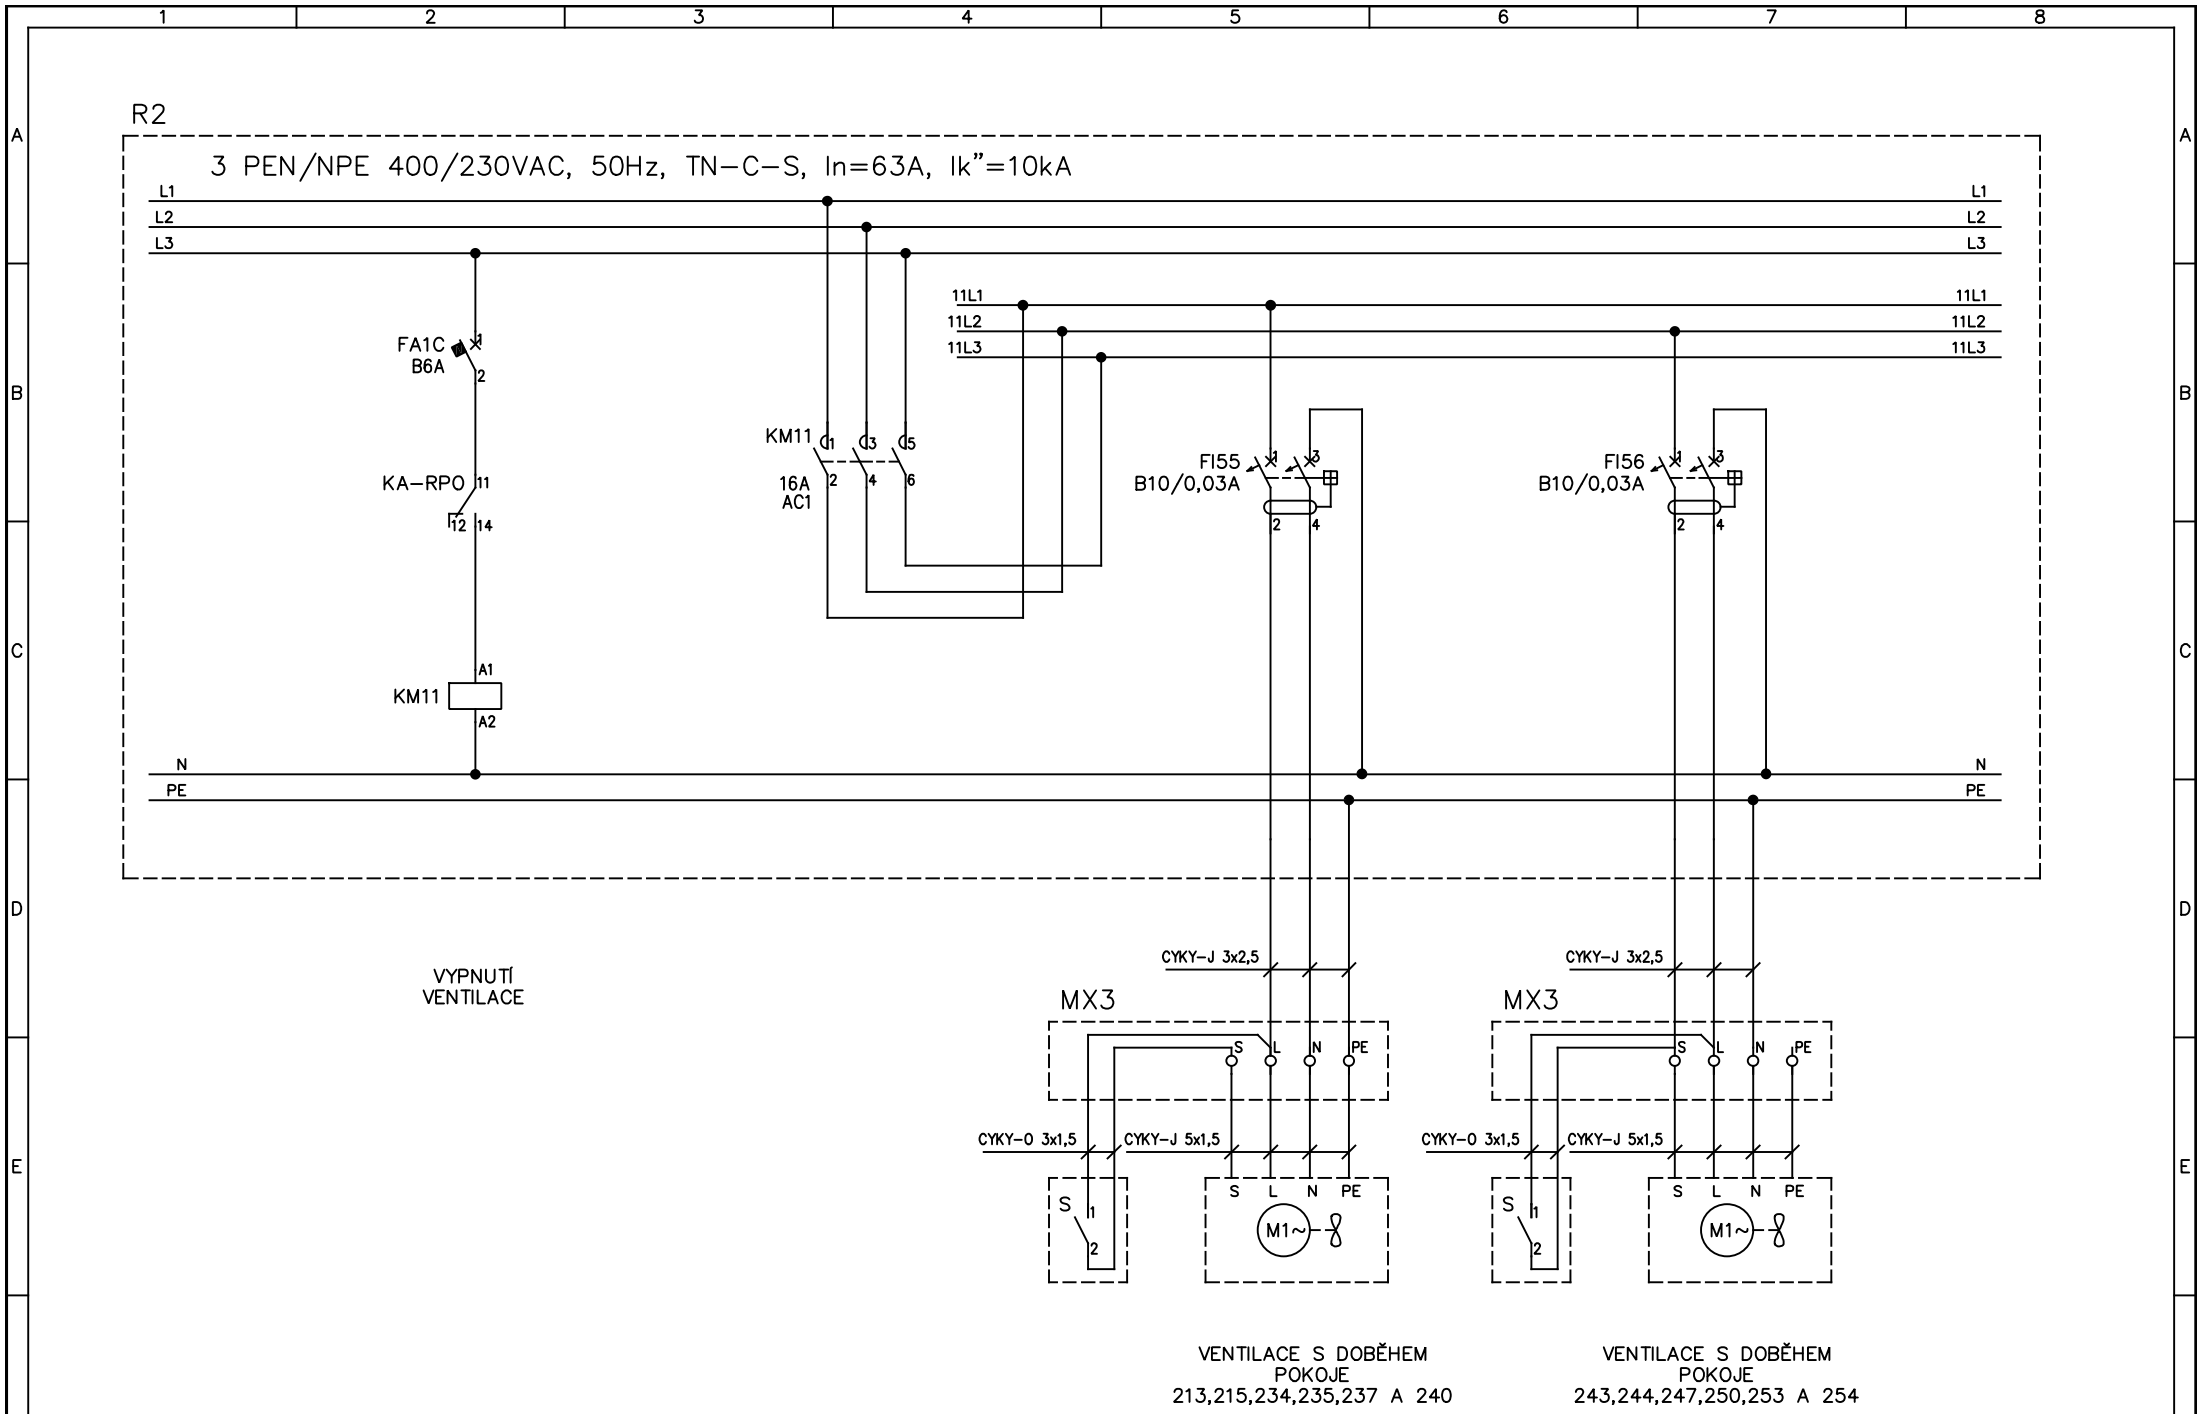 1 2 3 4 5 6 7 8
R2
A A
3 PEN/NPE 400/230VAC, 50Hz, TN-C-S, In=63A, Ik"=10kA
L1 L1
L2 L2
L3 L3
11L1 11L1
11L2 11L2
11L3 11L3
FA1C 1
B6A 2
B B
KM11 1 3 5
16A 2 4 6
AC1
FI55 1 3
B10/0,03A
2 4
FI56 1 3
B10/0,03A
2 4
KA-RPO 11
12 14
C C
A1
KM11
A2
N N
PE PE
D D
VYPNUTÍ
VENTILACE
CYKY-J 3x2,5 CYKY-J 3x2,5
MX3 MX3
S L N PE S L N PE
CYKY-O 3x1,5 CYKY-J 5x1,5 CYKY-O 3x1,5 CYKY-J 5x1,5
E E
S L N PE S L N PE
S 1 S 1
M1~ M1~
2 2
VENTILACE S DOBĚHEM
POKOJE
213,215,234,235,237 A 240
VENTILACE S DOBĚHEM
POKOJE
243,244,247,250,253 A 254